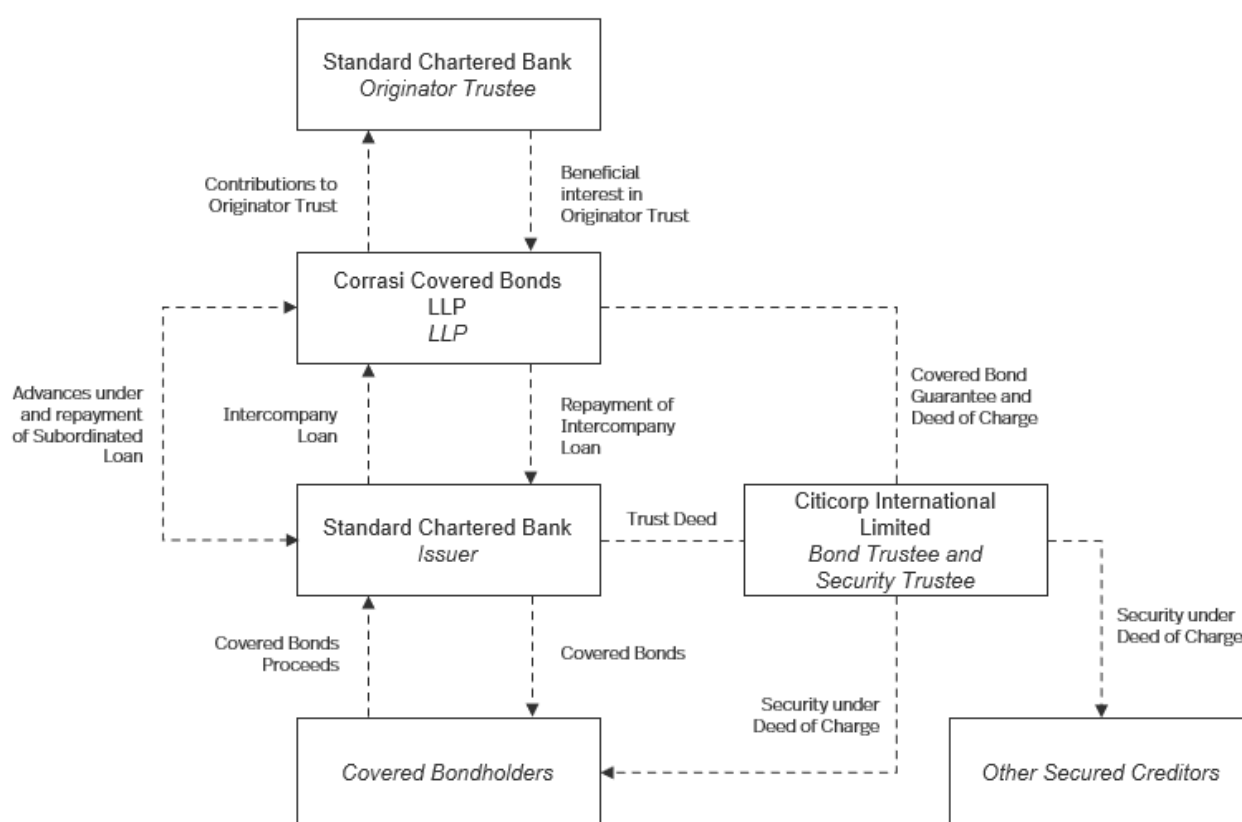 Standard Chartered Bank
Originator Trustee
Contributions to
Originator Trust
Beneficial
interest in
Originator Trust
Corrasi Covered Bonds
LLP
LLP
Advances under
and repayment
of Subordinated
Loan
Intercompany
Loan
Repayment of
Intercompany
Loan
Covered Bond
Guarantee and
Deed of Charge
Standard Chartered Bank
Issuer
Trust Deed
Citicorp International
Limited
Bond Trustee and
Security Trustee
Covered Bonds
Proceeds
Covered Bonds
Security under
Deed of Charge
Security under
Deed of Charge
Covered Bondholders
Other Secured Creditors